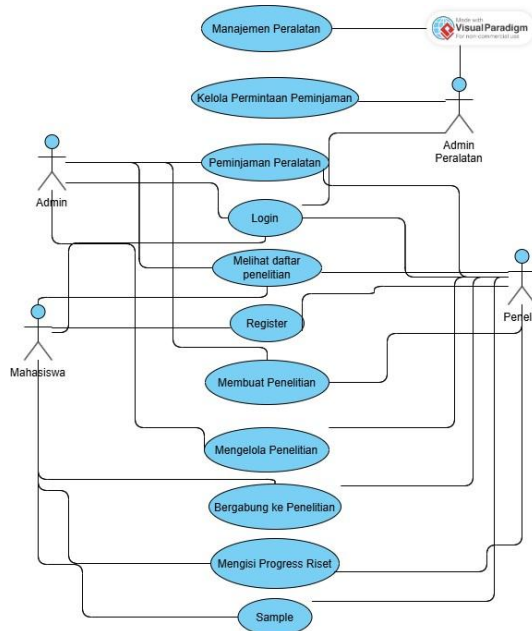 Manajemen Peralatan
Made with
Visual Paradigm
For non-commercial use
Kelola Permintaan Peminjaman
Admin
Peralatan
Peminjaman Peralatan
Admin
Login
Melihat daftar
penelitian
Register
Mahasiswa
Membuat Penelitian
Mengelola Penelitian
Bergabung ke Penelitian
Mengisi Progress Riset
Sample